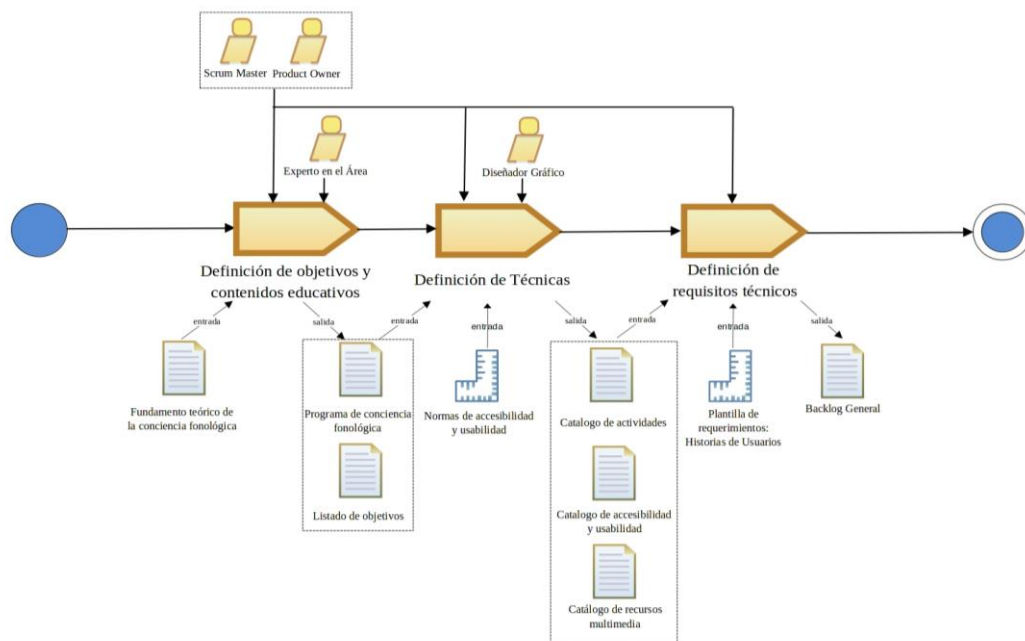 Scrum Master
Product Owner
Experto en el Área
Diseñador Gráfico
Definición de objetivos y
contenidos educativos
Definición de Técnicas
Definición de
requisitos técnicos
entrada
salida
entrada
entrada
salida
entrada
entrada
salida
Fundamento teórico de
la conciencia fonológica
Programa de conciencia
fonológica
Listado de objetivos
Normas de accesibilidad
y usabilidad
Catalogo de actividades
Catalogo de accesibilidad
y usabilidad
Catálogo de recursos
multimedia
Plantilla de
requerimientos:
Historias de Usuarios
Backlog General